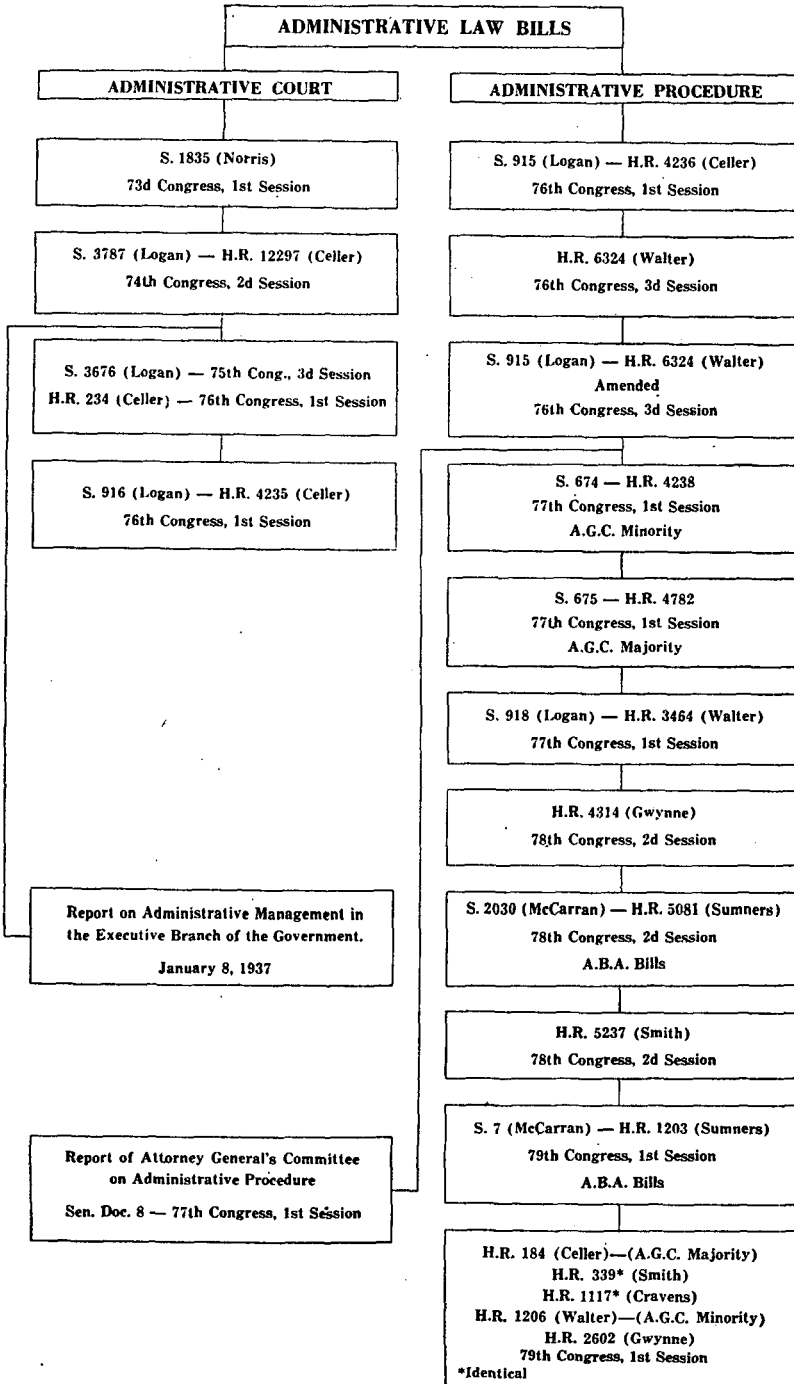 ADMINISTRATIVE LAW BILLS
ADMINISTRATIVE COURT
S. 1835 (Norris)
73d Congress, 1st Session
S. 3787 (Logan) — H.R. 12297 (Celler)
74th Congress, 2d Session
S. 3676 (Logan) — 75th Cong., 3d Session
H.R. 234 (Celler) — 76th Congress, 1st Session
S. 916 (Logan) — H.R. 4235 (Celler)
76th Congress, 1st Session
Report on Administrative Management in
the Executive Branch of the Government.
January 8, 1937
Report of Attorney General's Committee
on Administrative Procedure
Sen. Doc. 8 — 77th Congress, 1st Session
ADMINISTRATIVE PROCEDURE
S. 915 (Logan) — H.R. 4236 (Celler)
76th Congress, 1st Session
H.R. 6324 (Walter)
76th Congress, 3d Session
S. 915 (Logan) — H.R. 6324 (Walter)
Amended
76th Congress, 3d Session
S. 674 — H.R. 4238
77th Congress, 1st Session
A.G.C. Minority
S. 675 — H.R. 4782
77th Congress, 1st Session
A.G.C. Majority
S. 918 (Logan) — H.R. 3464 (Walter)
77th Congress, 1st Session
H.R. 4314 (Gwynne)
78th Congress, 2d Session
S. 2030 (McCarran) — H.R. 5081 (Sumners)
78th Congress, 2d Session
A.B.A. Bills
H.R. 5237 (Smith)
78th Congress, 2d Session
S. 7 (McCarran) — H.R. 1203 (Sumners)
79th Congress, 1st Session
A.B.A. Bills
H.R. 184 (Celler)—(A.G.C. Majority)
H.R. 339* (Smith)
H.R. 1117* (Cravens)
H.R. 1206 (Walter)—(A.G.C. Minority)
H.R. 2602 (Gwynne)
79th Congress, 1st Session
*Identical